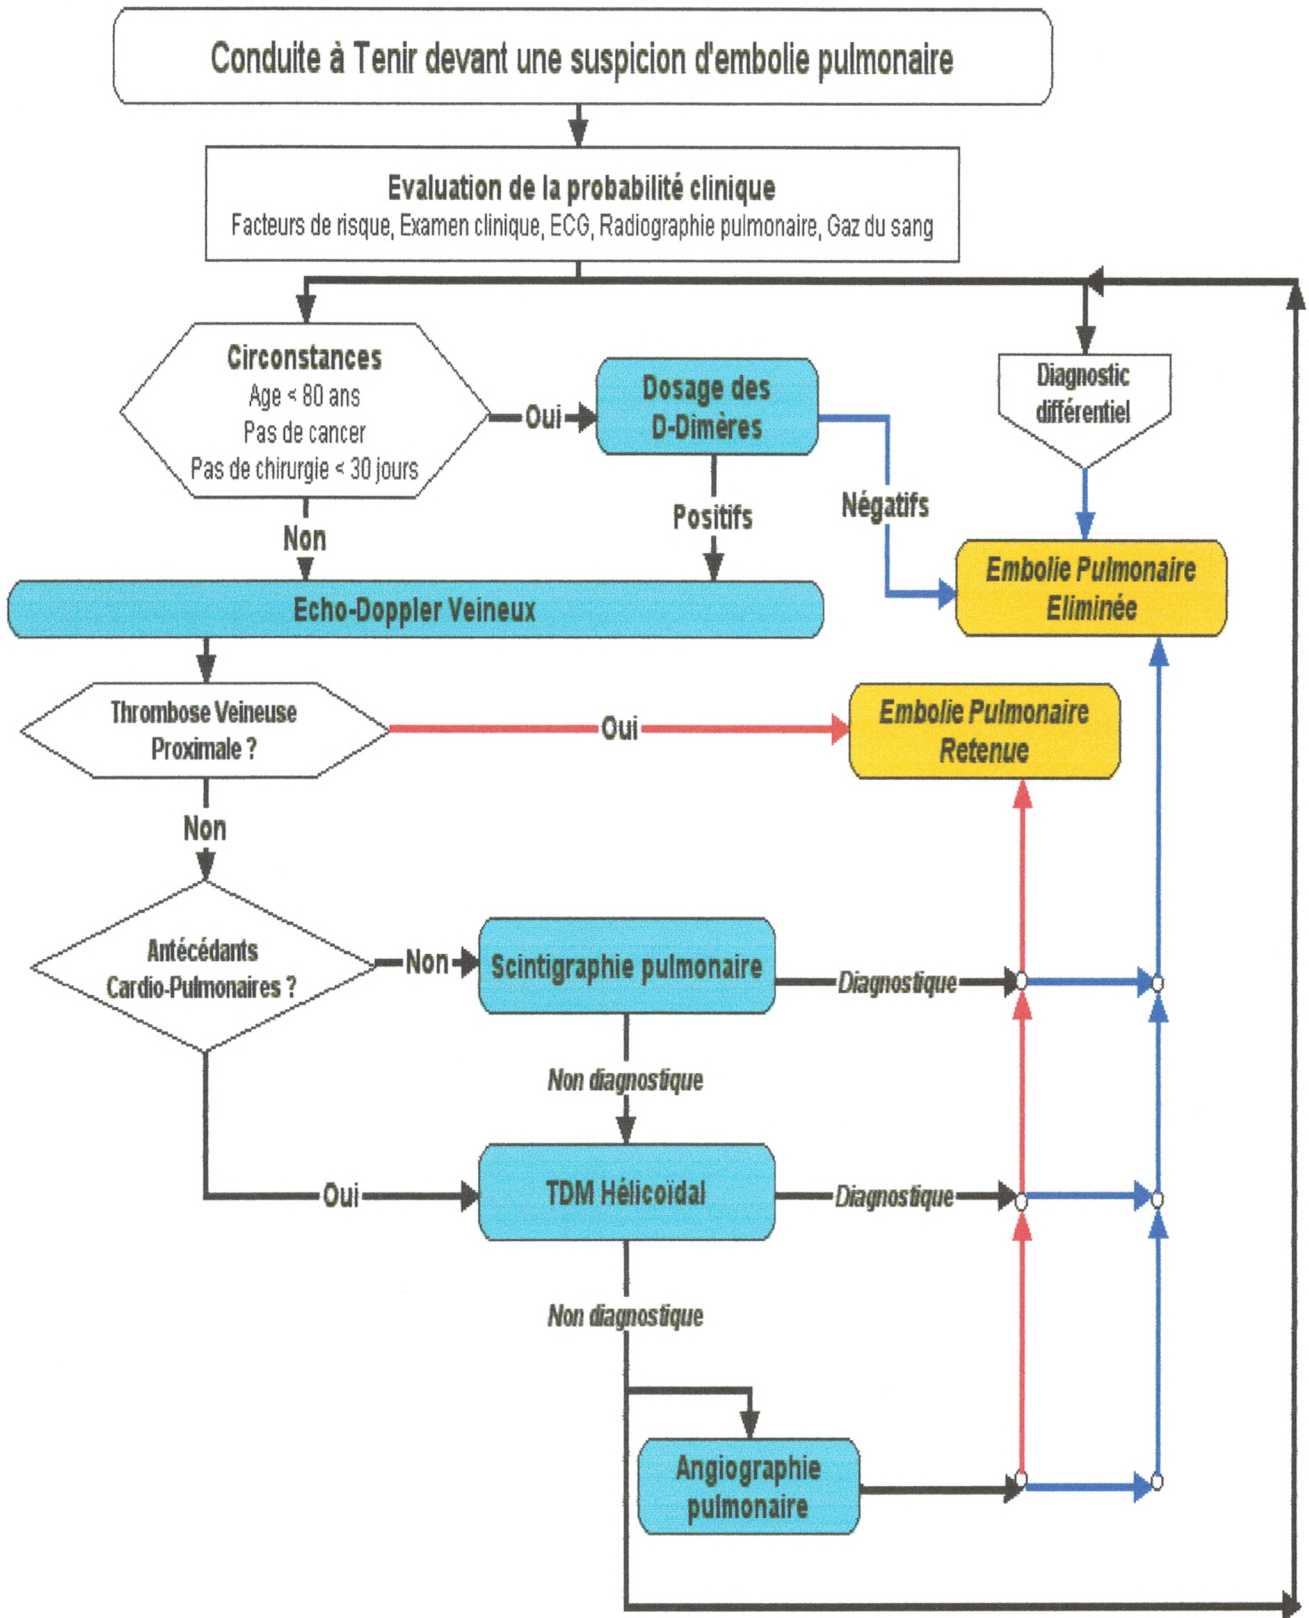 Conduite à Tenir devant une suspicion d'embolie pulmonaire
Evaluation de la probabilité clinique
Facteurs de risque, Examen clinique, ECG, Radiographie pulmonaire, Gaz du sang
Circonstances
Age < 80 ans
Pas de cancer
Pas de chirurgie < 30 jours
Oui
Dosage des
D-Dimères
Diagnostic
différentiel
Non
Positifs
Négatifs
Embolie Pulmonaire
Eliminée
Echo-Doppler Veineux
Thrombose Veineuse
Proximale ?
Oui
Embolie Pulmonaire
Retenue
Non
Antécédants
Cardio-Pulmonaires ?
Non
Scintigraphie pulmonaire
Diagnostique
Non diagnostique
Oui
TDM Hélicoïdal
Diagnostique
Non diagnostique
Angiographie
pulmonaire